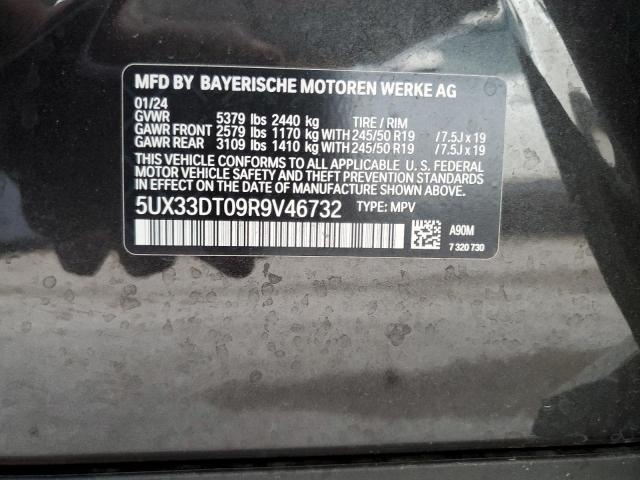 MFD BY BAYERISCHE MOTOREN WERKE AG
01/24
GVWR 5379 lbs 2440 kg TIRE / RIM
GAWR FRONT 2579 lbs 1170 kg WITH 245/50 R19 /7.5J x 19
GAWR REAR 3109 lbs 1410 kg WITH 245/50 R19 /7.5J x 19
THIS VEHICLE CONFORMS TO ALL APPLICABLE U. S. FEDERAL
MOTOR VEHICLE SAFETY AND THEFT PREVENTION STANDARDS
IN EFFECT ON THE DATE OF MANUFACTURE SHOWN ABOVE.
5UX33DT09R9V46732 TYPE: MPV
A90M
7 320 730